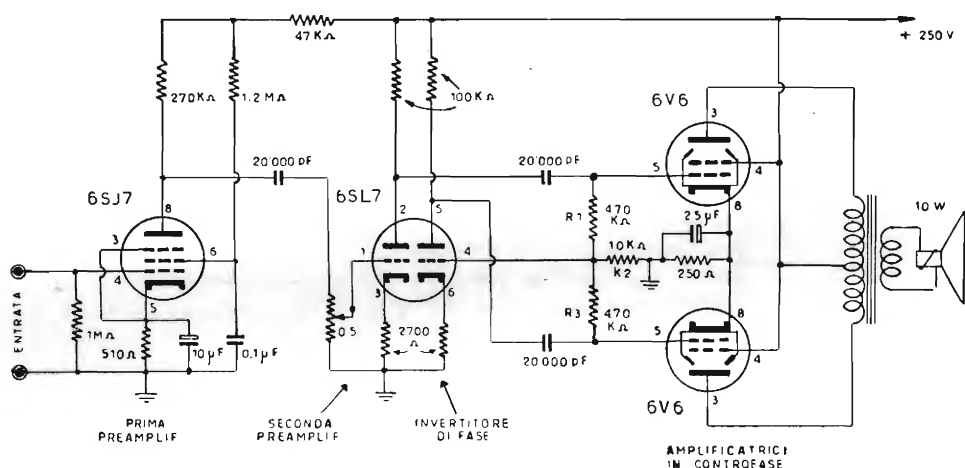 47 KΩ
+ 250 V
270 KΩ
1.2 MΩ
100 KΩ
6V6
3
20'000 PF
20'000 PF
5
4
10 W
6SJ7
8
6SL7
2
5
25 µF
8
R1
470
KΩ
3
6
4
1
4
10 KΩ
K2
250 Ω
ENTRATA
5
3
6
R3
470
KΩ
8
1 MΩ
0.5
2700
Ω
5
4
510 Ω
10 µF
0.1 µF
20'000 PF
3
6V6
PRIMA
PREAMPLIF
SECONDA
PREAMPLIF
INVERTITORE
DI FASE
AMPLIFICATRICI
IN CONTROFASE